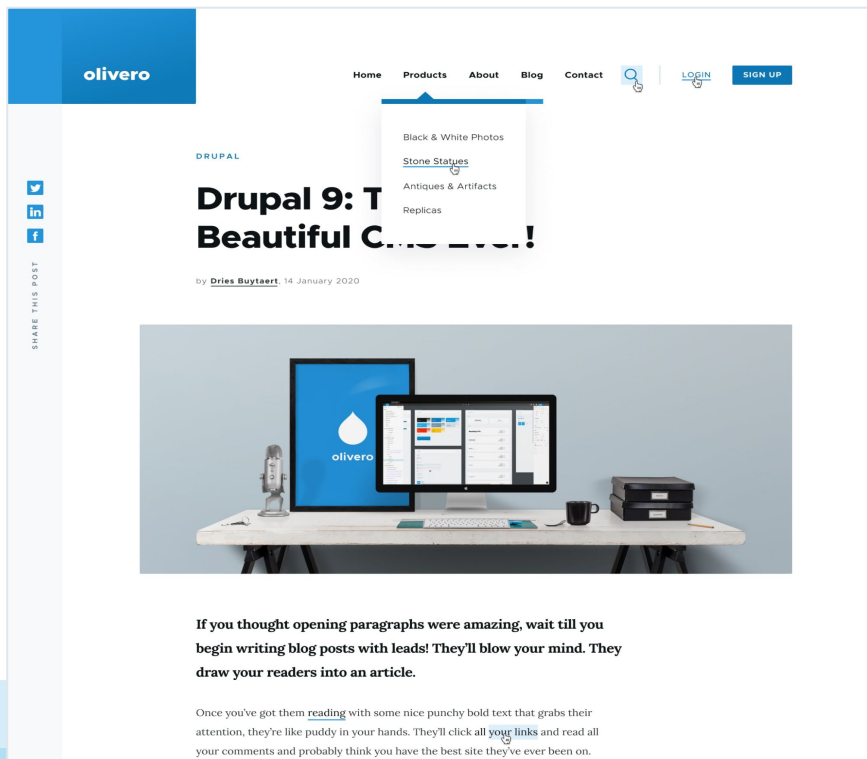 olivero
Home Products About Blog Contact LOGIN SIGN UP
Black & White Photos
Stone Statues
Antiques & Artifacts
Replicas
DRUPAL
Drupal 9: T
Beautiful CMS Ever!
by Dries Buytaert, 14 January 2020
SHARE THIS POST
olivero
If you thought opening paragraphs were amazing, wait till you
begin writing blog posts with leads! They’ll blow your mind. They
draw your readers into an article.
Once you’ve got them reading with some nice punchy bold text that grabs their
attention, they’re like puddy in your hands. They’ll click all your links and read all
your comments and probably think you have the best site they’ve ever been on.